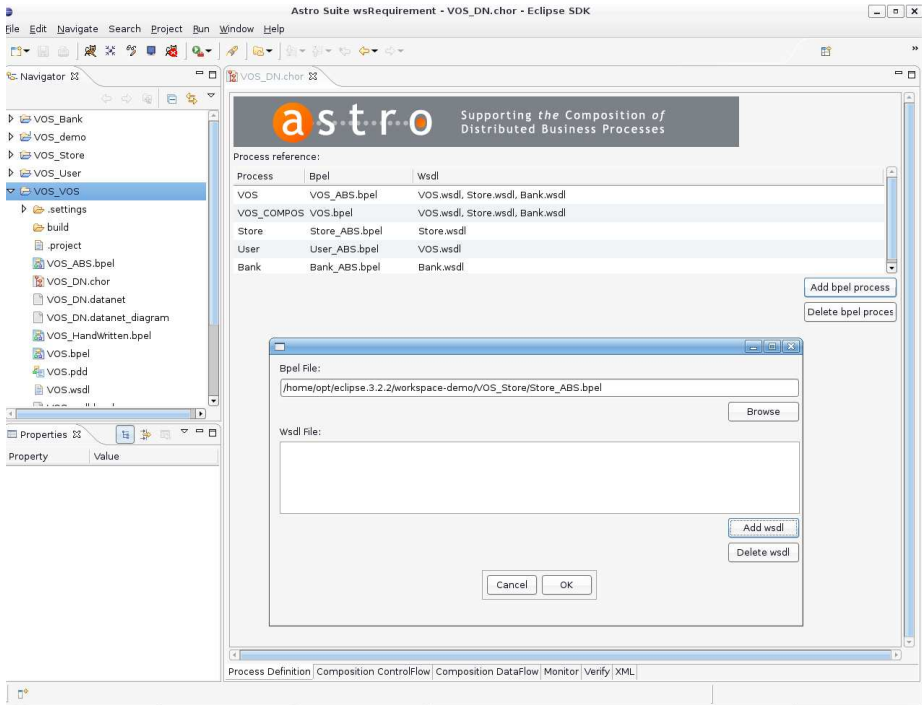 Astro Suite wsRequirement - VOS_DN.chor - Eclipse SDK
File Edit Navigate Search Project Run Window Help
Navigator
VOS_Bank
VOS_demo
VOS_Store
VOS_User
VOS_VOS
.settings
build
.project
VOS_ABS.bpel
VOS_DN.chor
VOS_DN.datanet
VOS_DN.datanet_diagram
VOS_HandWritten.bpel
VOS.bpel
VOS.pdd
VOS.wsdl
Properties
Property Value
VOS_DN.chor
astro Supporting the Composition of
Distributed Business Processes
Process reference:
Process Bpel Wsdl
VOS VOS_ABS.bpel VOS.wsdl, Store.wsdl, Bank.wsdl
VOS_COMPOS VOS.bpel VOS.wsdl, Store.wsdl, Bank.wsdl
Store Store_ABS.bpel Store.wsdl
User User_ABS.bpel VOS.wsdl
Bank Bank_ABS.bpel Bank.wsdl
Add bpel process
Delete bpel proces
Bpel File:
/home/opt/eclipse.3.2.2/workspace-demo/VOS_Store/Store_ABS.bpel
Browse
Wsdl File:
Add wsdl
Delete wsdl
Cancel OK
Process Definition Composition ControlFlow Composition DataFlow Monitor Verify XML